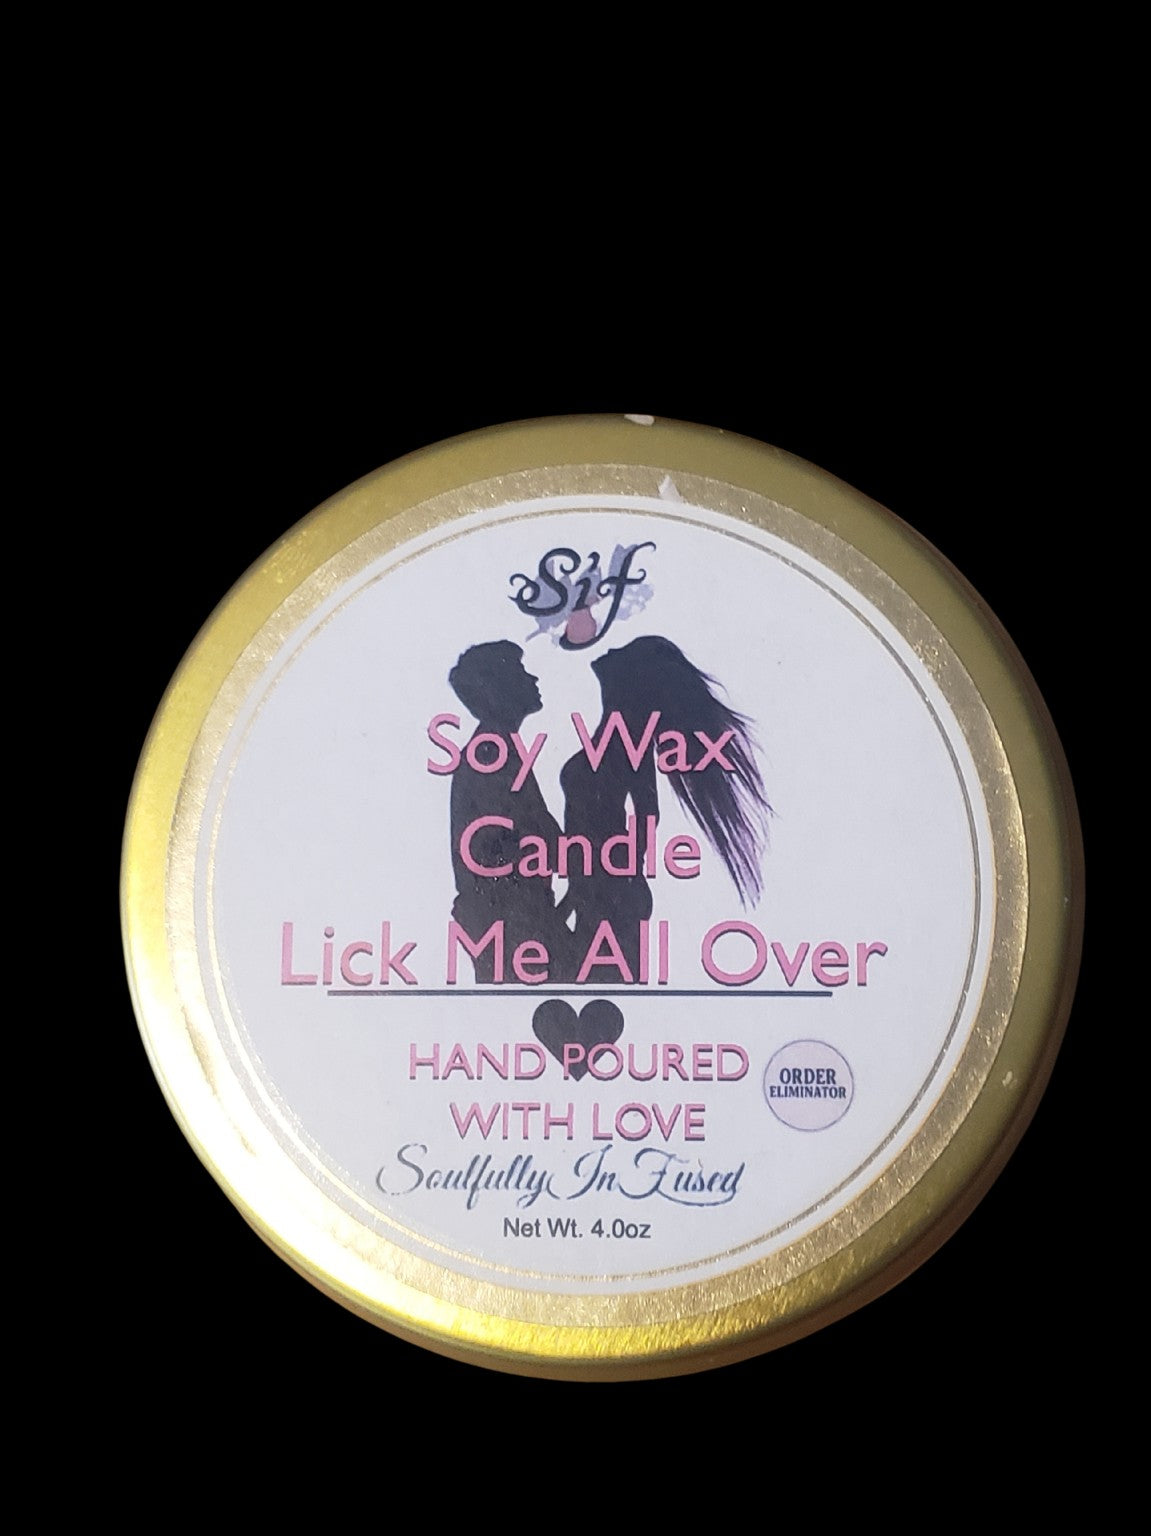 Sif
Soy Wax
Candle
Lick Me All Over
HAND POURED
WITH LOVE
ORDER
ELIMINATOR
Soulfully InFused
Net Wt. 4.0oz